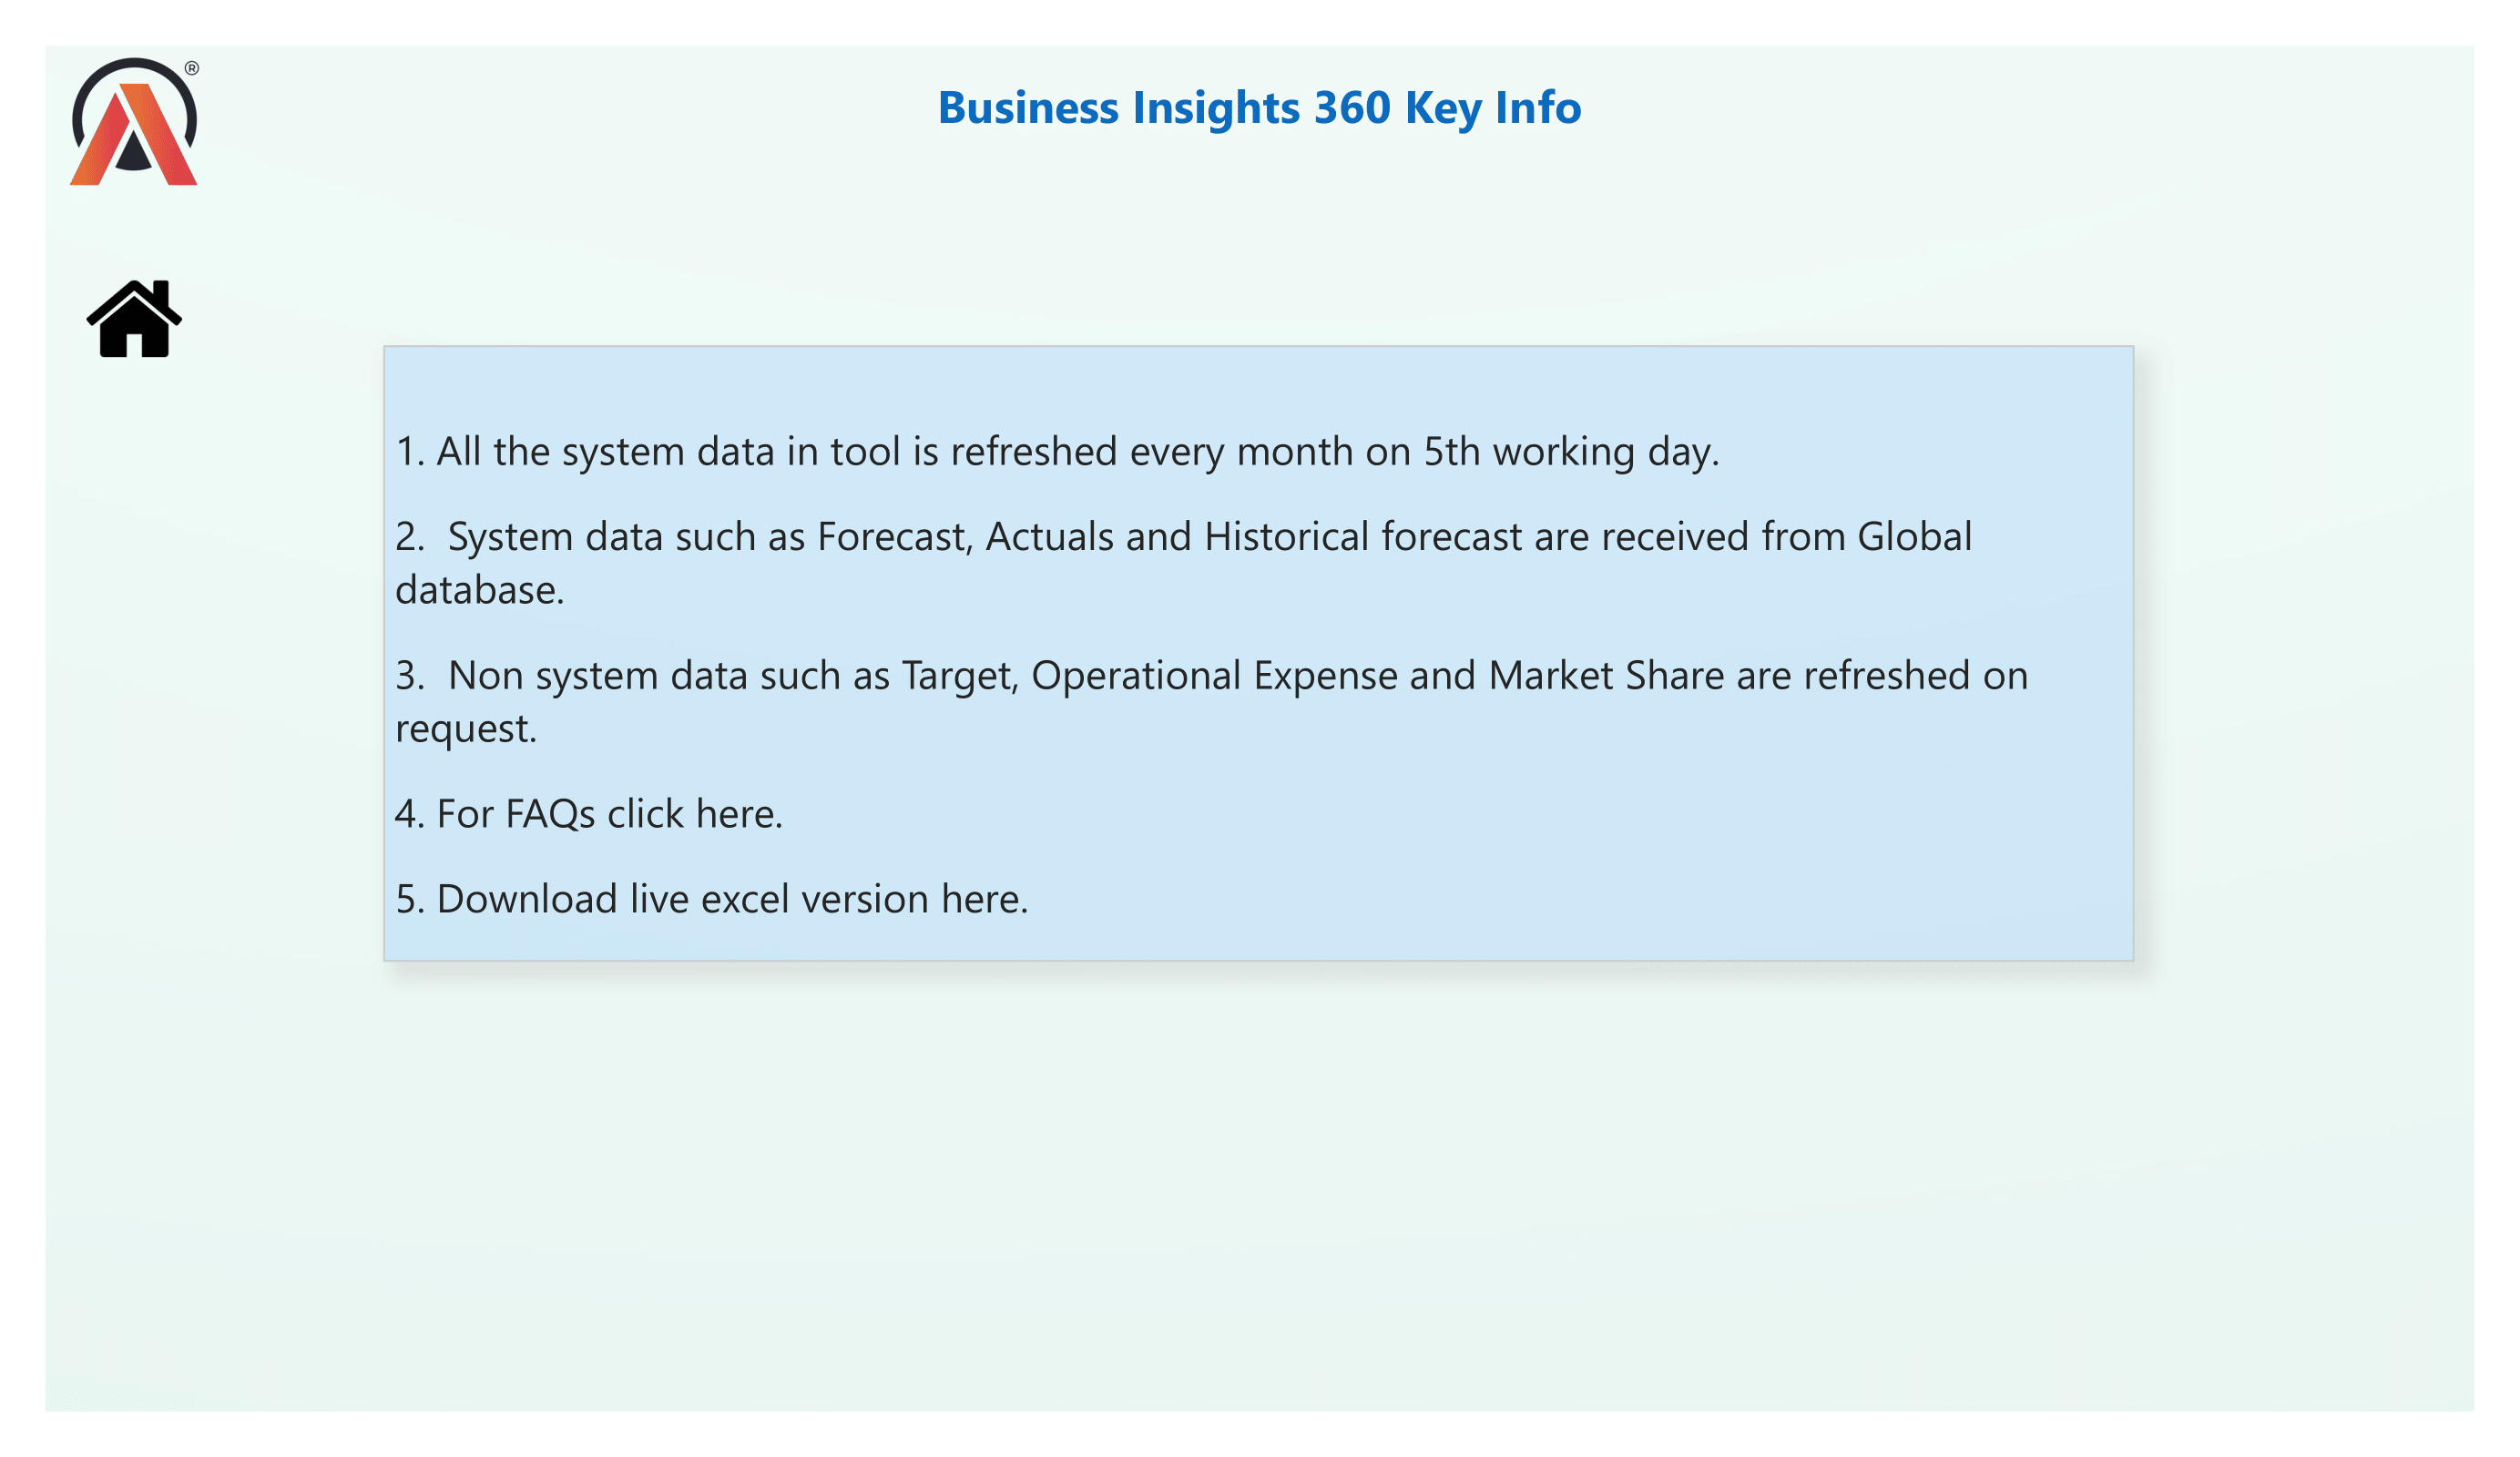 ®
Business Insights 360 Key Info
1. All the system data in tool is refreshed every month on 5th working day.
2.  System data such as Forecast, Actuals and Historical forecast are received from Global
database.
3.  Non system data such as Target, Operational Expense and Market Share are refreshed on
request.
4. For FAQs click here.
5. Download live excel version here.